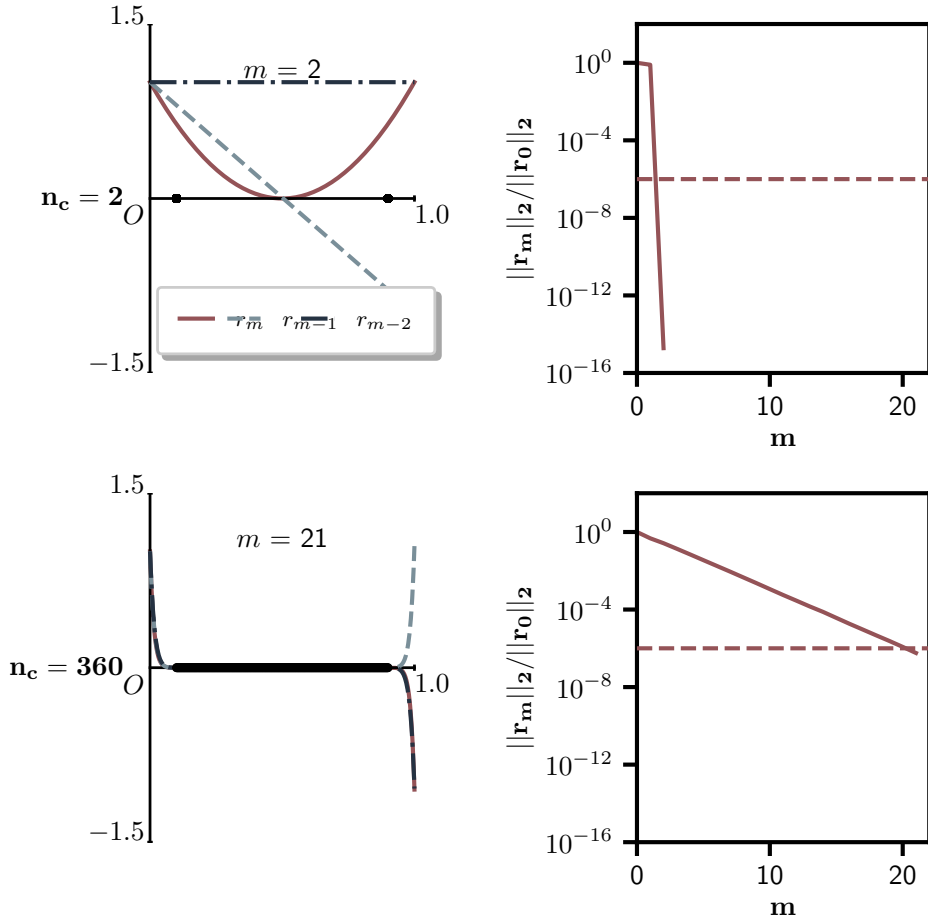 1.5
m = 2
n_c = 2
O
1.0
r_m r_{m−1} r_{m−2}
−1.5
||r_m||_2/||r_0||_2
10^0
10^{−4}
10^{−8}
10^{−12}
10^{−16}
0 10 20
m
1.5
m = 21
n_c = 360
O
1.0
−1.5
||r_m||_2/||r_0||_2
10^0
10^{−4}
10^{−8}
10^{−12}
10^{−16}
0 10 20
m